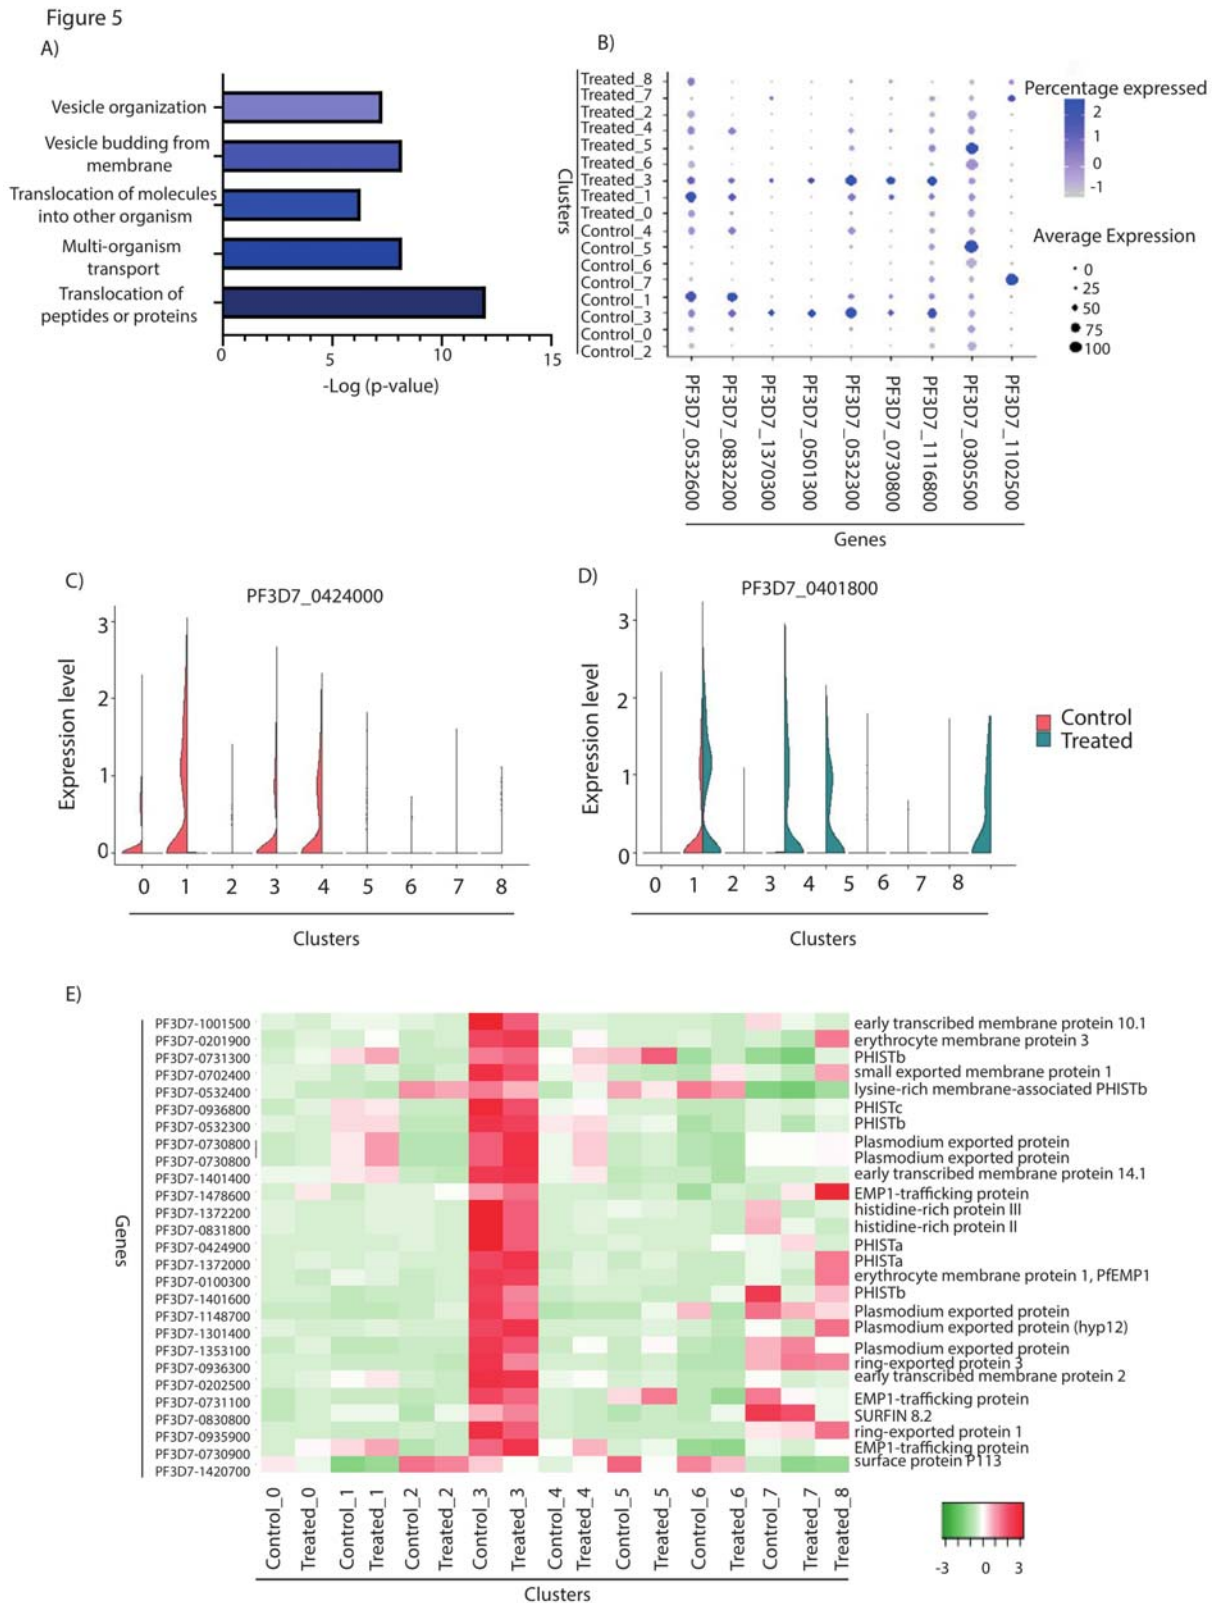 Figure 5
A)
Vesicle organization
Vesicle budding from
membrane
Translocation of molecules
into other organism
Multi-organism
transport
Translocation of
peptides or proteins
0
5
10
15
-Log (p-value)
B)
Treated_8
Treated_7
Treated_2
Treated_4
Treated_5
Treated_6
Treated_3
Treated_1
Treated_0
Control_4
Control_5
Control_6
Control_7
Control_1
Control_3
Control_0
Control_2
Clusters
PF3D7_0532600
PF3D7_0832200
PF3D7_1370300
PF3D7_0501300
PF3D7_0532300
PF3D7_0730800
PF3D7_1116800
PF3D7_0305500
PF3D7_1102500
Genes
Percentage expressed
2
1
0
-1
Average Expression
0
25
50
75
100
C)
PF3D7_0424000
Expression level
3
2
1
0
0 1 2 3 4 5 6 7 8
Clusters
D)
PF3D7_0401800
Expression level
3
2
1
0
0 1 2 3 4 5 6 7 8
Clusters
Control
Treated
E)
Genes
PF3D7-1001500
PF3D7-0201900
PF3D7-0731300
PF3D7-0702400
PF3D7-0532400
PF3D7-0936800
PF3D7-0532300
PF3D7-0730800
PF3D7-0730800
PF3D7-1401400
PF3D7-1478600
PF3D7-1372200
PF3D7-0831800
PF3D7-0424900
PF3D7-1372000
PF3D7-0100300
PF3D7-1401600
PF3D7-1148700
PF3D7-1301400
PF3D7-1353100
PF3D7-0936300
PF3D7-0202500
PF3D7-0731100
PF3D7-0830800
PF3D7-0935900
PF3D7-0730900
PF3D7-1420700
early transcribed membrane protein 10.1
erythrocyte membrane protein 3
PHISTb
small exported membrane protein 1
lysine-rich membrane-associated PHISTb
PHISTc
PHISTb
Plasmodium exported protein
Plasmodium exported protein
early transcribed membrane protein 14.1
EMP1-trafficking protein
histidine-rich protein III
histidine-rich protein II
PHISTa
PHISTa
erythrocyte membrane protein 1, PfEMP1
PHISTb
Plasmodium exported protein
Plasmodium exported protein (hyp12)
Plasmodium exported protein
ring-exported protein 3
early transcribed membrane protein 2
EMP1-trafficking protein
SURFIN 8.2
ring-exported protein 1
EMP1-trafficking protein
surface protein P113
Control_0
Treated_0
Control_1
Treated_1
Control_2
Treated_2
Control_3
Treated_3
Control_4
Treated_4
Control_5
Treated_5
Control_6
Treated_6
Control_7
Treated_7
Treated_8
Clusters
-3 0 3